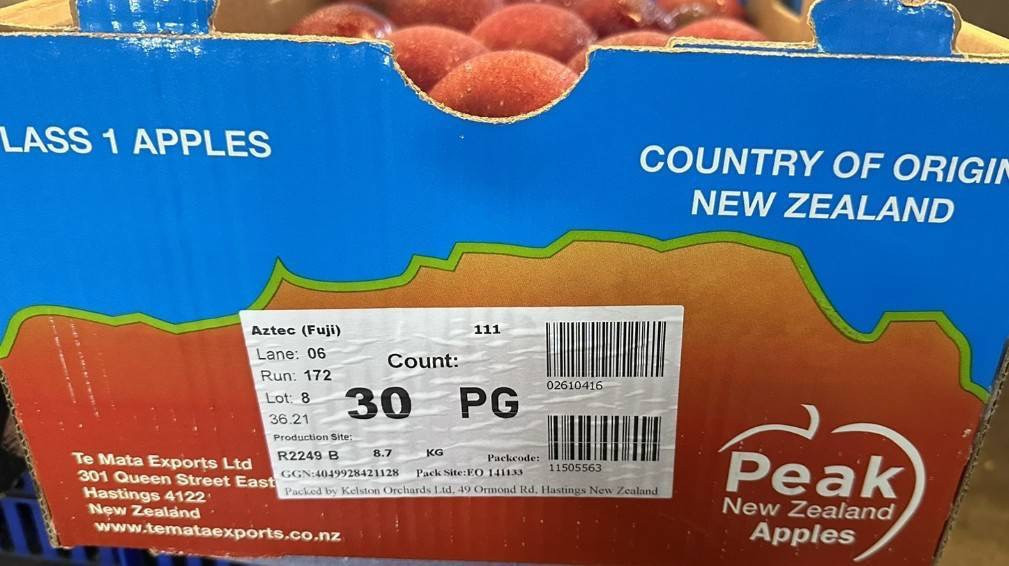 LASS 1 APPLES
COUNTRY OF ORIGIN
NEW ZEALAND
Aztec (Fuji) 111
Lane: 06
Run: 172
Lot: 8
36.21
Count:
30 PG
02610416
Production Site:
R2249 B 8.7 KG Packcode:
11505563
GGN:4049928421128 Pack Site:EO 141133
Packed by Kelston Orchards Ltd, 49 Ormond Rd, Hastings New Zealand
Te Mata Exports Ltd
301 Queen Street East
Hastings 4122
New Zealand
www.temataexports.co.nz
Peak
New Zealand
Apples